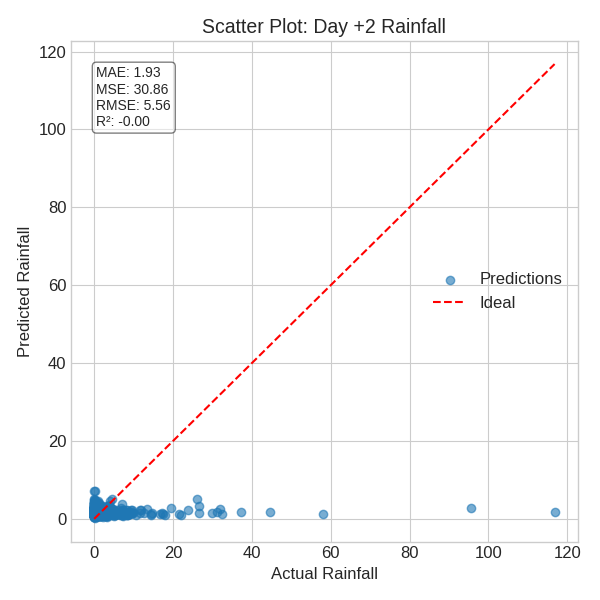 Scatter Plot: Day +2 Rainfall
MAE: 1.93
MSE: 30.86
RMSE: 5.56
R²: -0.00
120
100
80
60
40
20
0
Predicted Rainfall
Predictions
Ideal
0 20 40 60 80 100 120
Actual Rainfall